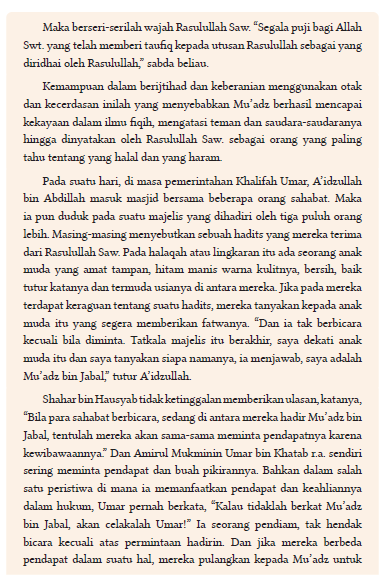 Maka berseri-serilah wajah Rasulullah Saw. “Segala puji bagi Allah
Swt. yang telah memberi taufiq kepada utusan Rasulullah sebagai yang
diridhai oleh Rasulullah,” sabda beliau.
Kemampuan dalam berijtihad dan keberanian menggunakan otak
dan kecerdasan inilah yang menyebabkan Mu’adz berhasil mencapai
kekayaan dalam ilmu fiqih, mengatasi teman dan saudara-saudaranya
hingga dinyatakan oleh Rasulullah Saw. sebagai orang yang paling
tahu tentang yang halal dan yang haram.
Pada suatu hari, di masa pemerintahan Khalifah Umar, A’idzullah
bin Abdillah masuk masjid bersama beberapa orang sahabat. Maka
ia pun duduk pada suatu majelis yang dihadiri oleh tiga puluh orang
lebih. Masing-masing menyebutkan sebuah hadits yang mereka terima
dari Rasulullah Saw. Pada halaqah atau lingkaran itu ada seorang anak
muda yang amat tampan, hitam manis warna kulitnya, bersih, baik
tutur katanya dan termuda usianya di antara mereka. Jika pada mereka
terdapat keraguan tentang suatu hadits, mereka tanyakan kepada anak
muda itu yang segera memberikan fatwanya. “Dan ia tak berbicara
kecuali bila diminta. Tatkala majelis itu berakhir, saya dekati anak
muda itu dan saya tanyakan siapa namanya, ia menjawab, saya adalah
Mu’adz bin Jabal,” tutur A’idzullah.
Shahar bin Hausyab tidak ketinggalan memberikan ulasan, katanya,
“Bila para sahabat berbicara, sedang di antara mereka hadir Mu’adz bin
Jabal, tentulah mereka akan sama-sama meminta pendapatnya karena
kewibawaannya.” Dan Amirul Mukminin Umar bin Khatab r.a. sendiri
sering meminta pendapat dan buah pikirannya. Bahkan dalam salah
satu peristiwa di mana ia memanfaatkan pendapat dan keahliannya
dalam hukum, Umar pernah berkata, “Kalau tidaklah berkat Mu’adz
bin Jabal, akan celakalah Umar!” Ia seorang pendiam, tak hendak
bicara kecuali atas permintaan hadirin. Dan jika mereka berbeda
pendapat dalam suatu hal, mereka pulangkan kepada Mu’adz untuk